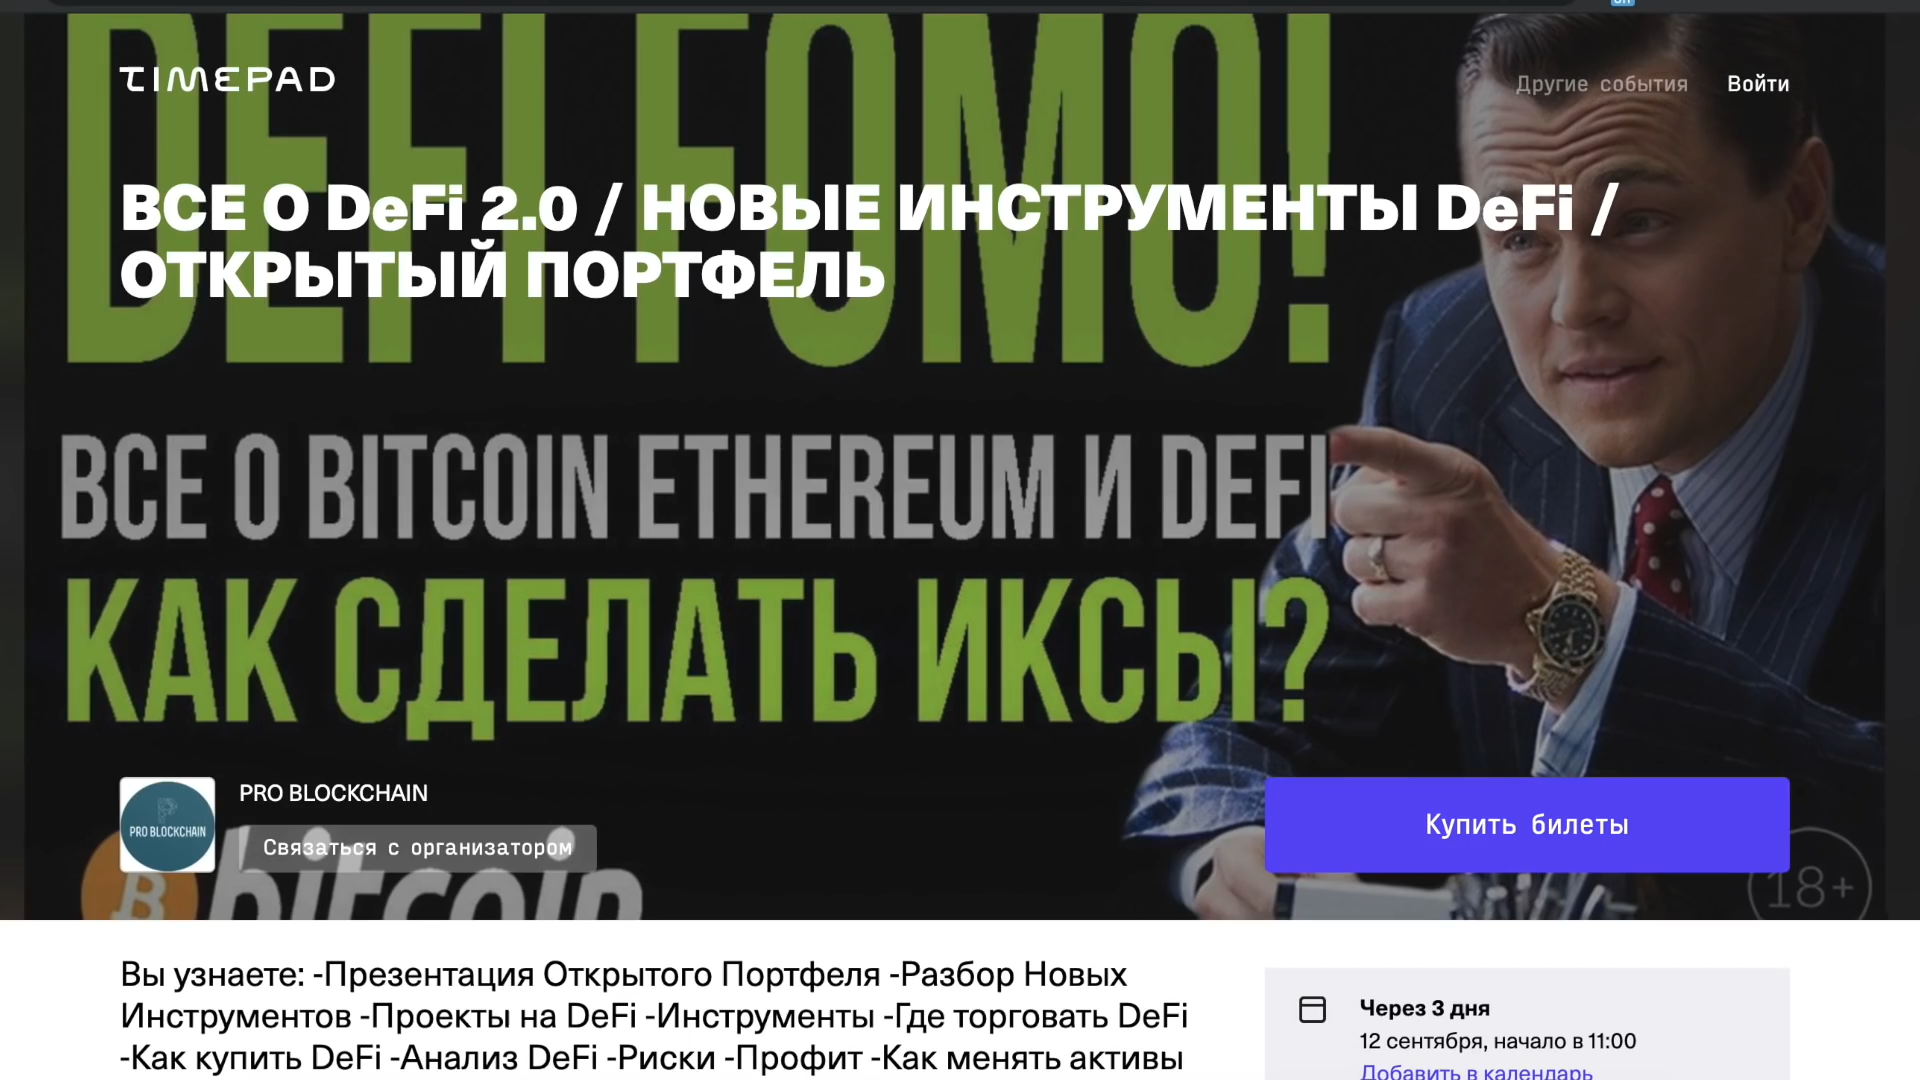 DEFI FOMO!
TIMEPAD
Другие события
Войти
ВСЕ О DeFi 2.0 / НОВЫЕ ИНСТРУМЕНТЫ DeFi /
ОТКРЫТЫЙ ПОРТФЕЛЬ
ВСЕ О BITCOIN ETHEREUM И DEFI
КАК СДЕЛАТЬ ИКСЫ?
PRO BLOCKCHAIN
PRO BLOCKCHAIN
Связаться с организатором
bitcoin
Купить билеты
18+
Вы узнаете: -Презентация Открытого Портфеля -Разбор Новых
Инструментов -Проекты на DeFi -Инструменты -Где торговать DeFi
-Как купить DeFi -Анализ DeFi -Риски -Профит -Как менять активы
Через 3 дня
12 сентября, начало в 11:00
Добавить в календарь